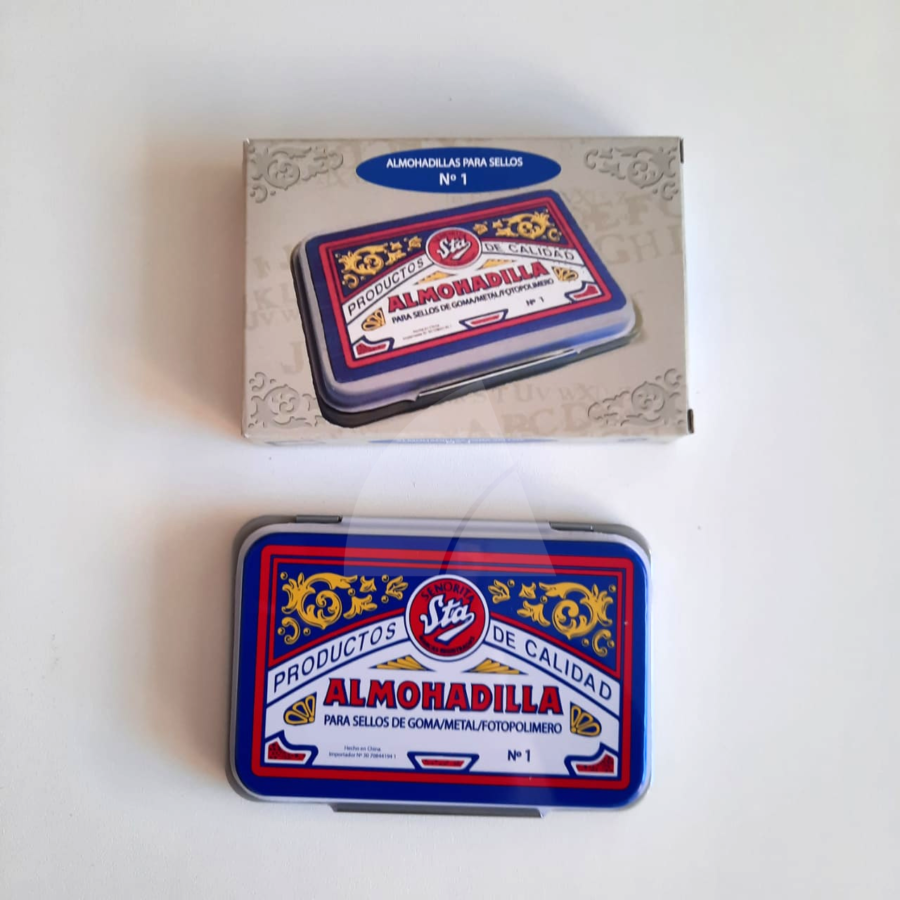 ALMOHADILLAS PARA SELLOS
Nº 1
Sta
PRODUCTOS DE CALIDAD
ALMOHADILLA
PARA SELLOS DE GOMA/METAL/FOTOPOLIMERO
Nº 1
SEÑORITA
Sta
PRODUCTOS DE CALIDAD
ALMOHADILLA
PARA SELLOS DE GOMA/METAL/FOTOPOLIMERO
Hecho en China
Nº 1